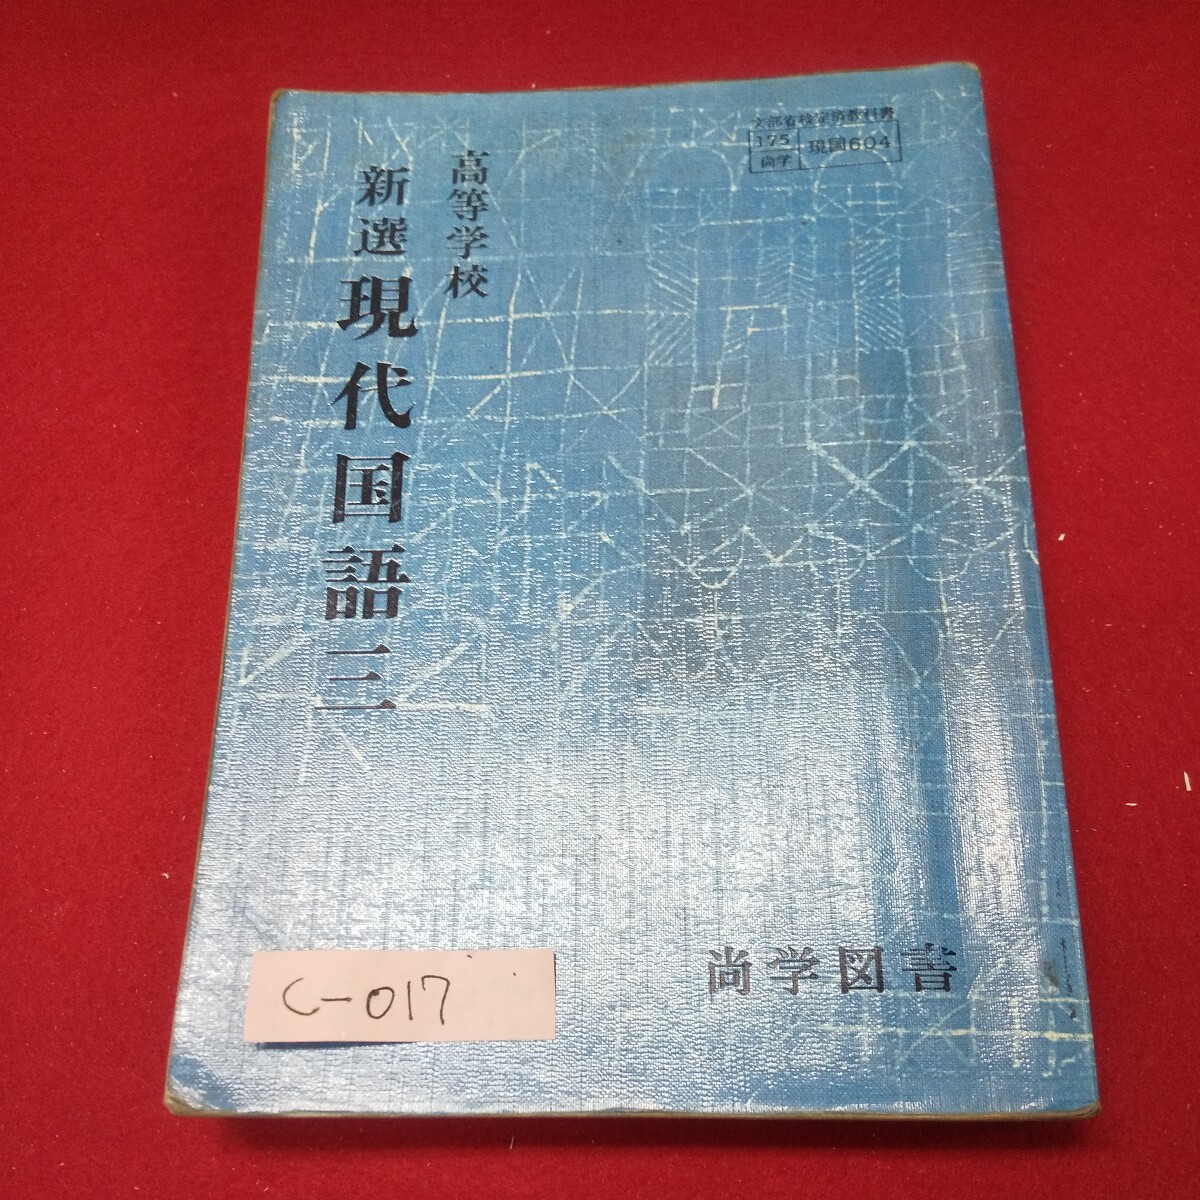 文部省検定済教科書
175
尚学
現国604
高等学校
新選現代国語三
尚学図書
C-017